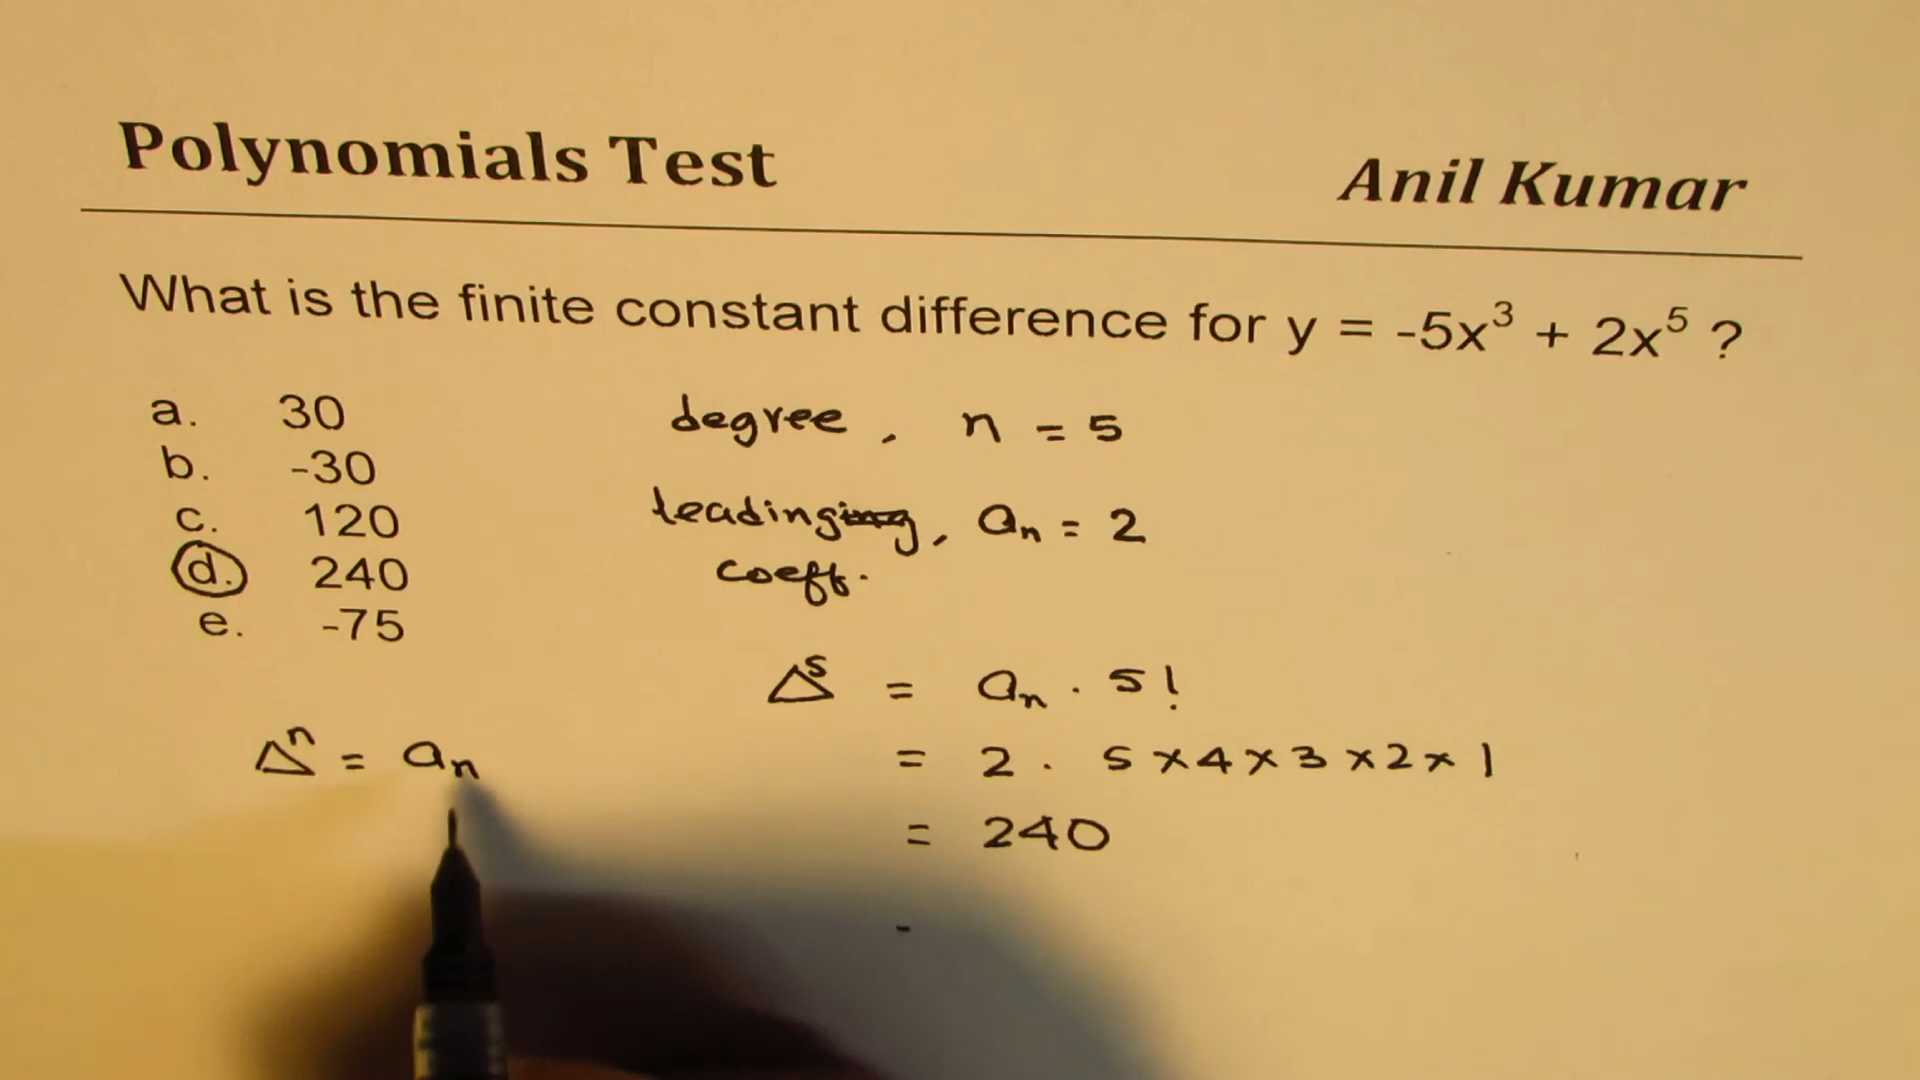 Polynomials Test Anil Kumar
What is the finite constant difference for y = -5x³ + 2x⁵ ?
a. 30
b. -30
c. 120
d. 240
e. -75
degree, n = 5
leading, aₙ = 2
coeff.
Δ⁵ = aₙ · 5!
= 2 · 5 × 4 × 3 × 2 × 1
= 240
Δⁿ = aₙ